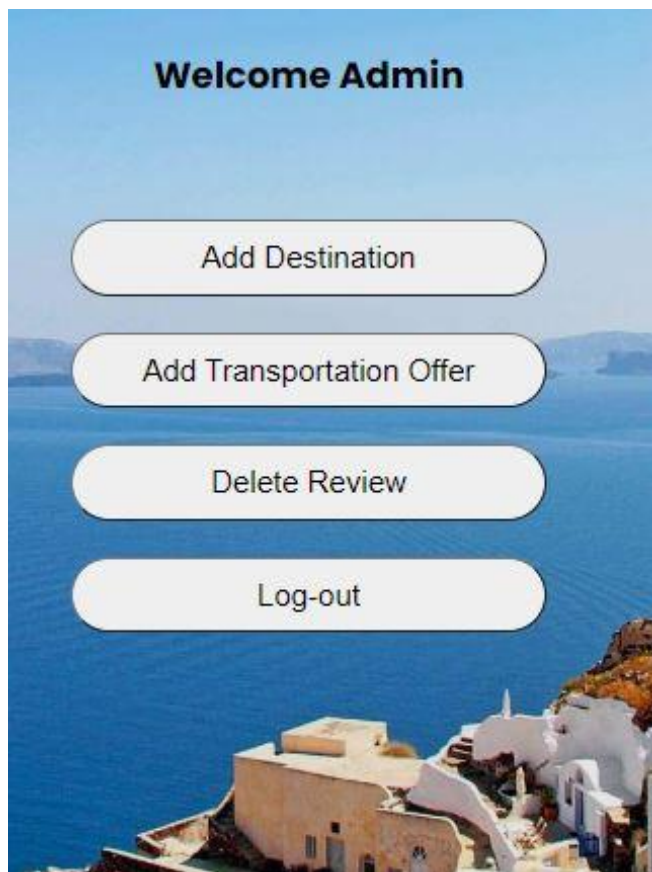 Welcome Admin
Add Destination
Add Transportation Offer
Delete Review
Log-out